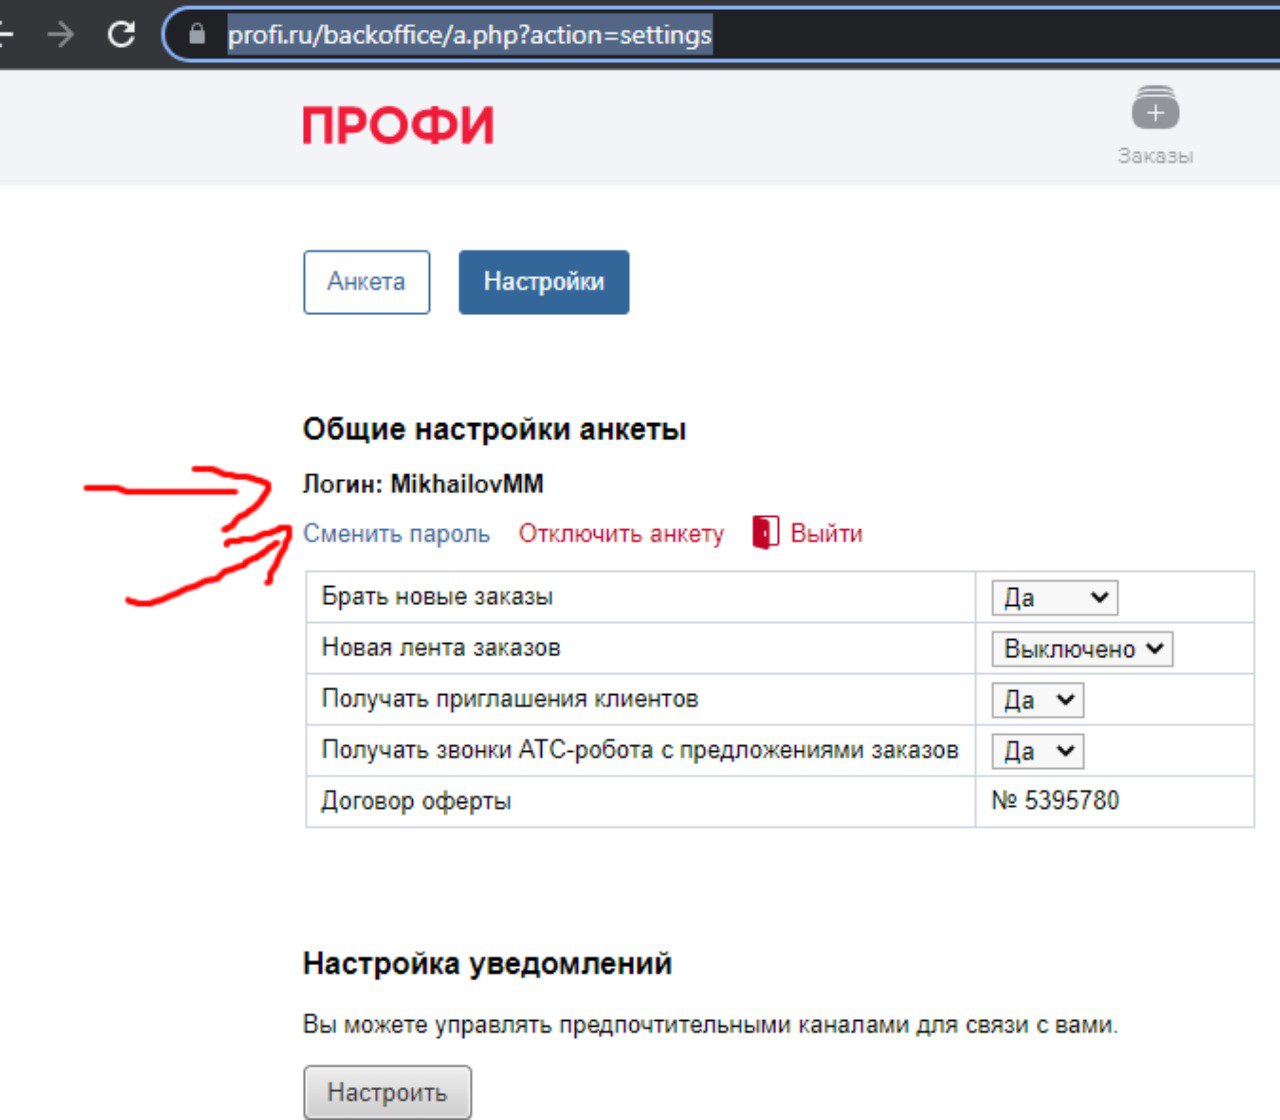 profi.ru/backoffice/a.php?action=settings
ПРОФИ
Заказы
Анкета Настройки
Общие настройки анкеты
Логин: MikhailovMM
Сменить пароль Отключить анкету Выйти
Брать новые заказы Да
Новая лента заказов Выключено
Получать приглашения клиентов Да
Получать звонки АТС-робота с предложениями заказов Да
Договор оферты № 5395780
Настройка уведомлений
Вы можете управлять предпочтительными каналами для связи с вами.
Настроить